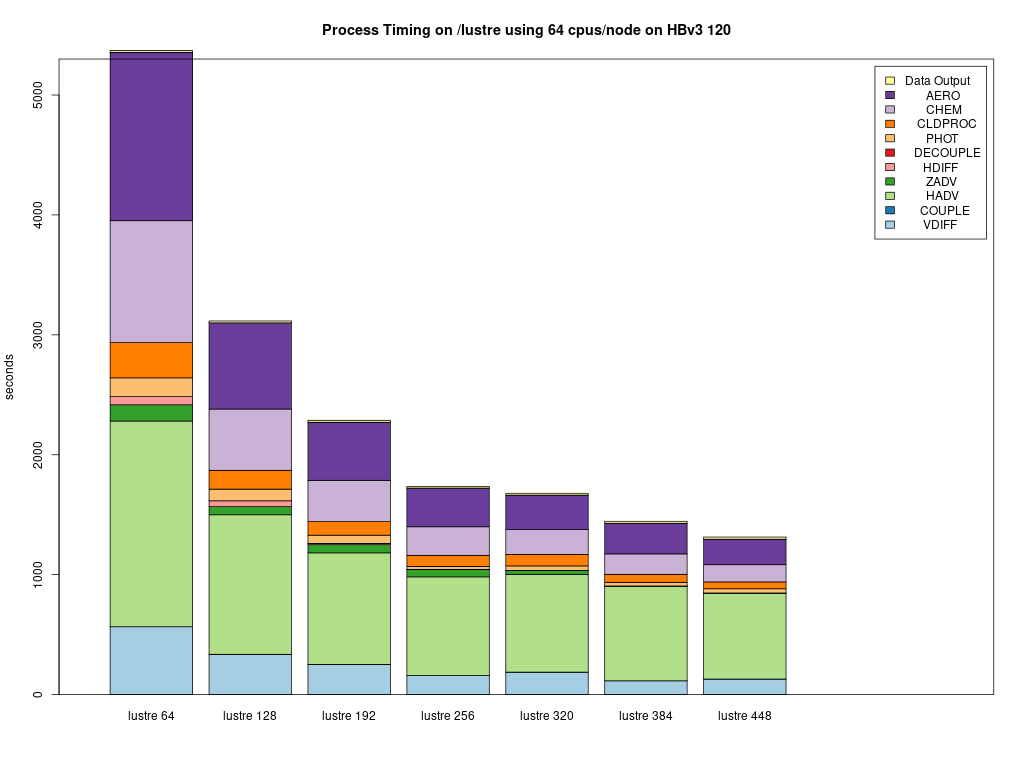 Process Timing on /lustre using 64 cpus/node on HBv3 120
Data Output
AERO
CHEM
CLDPROC
PHOT
DECOUPLE
HDIFF
ZADV
HADV
COUPLE
VDIFF
seconds
5000
4000
3000
2000
1000
0
lustre 64
lustre 128
lustre 192
lustre 256
lustre 320
lustre 384
lustre 448